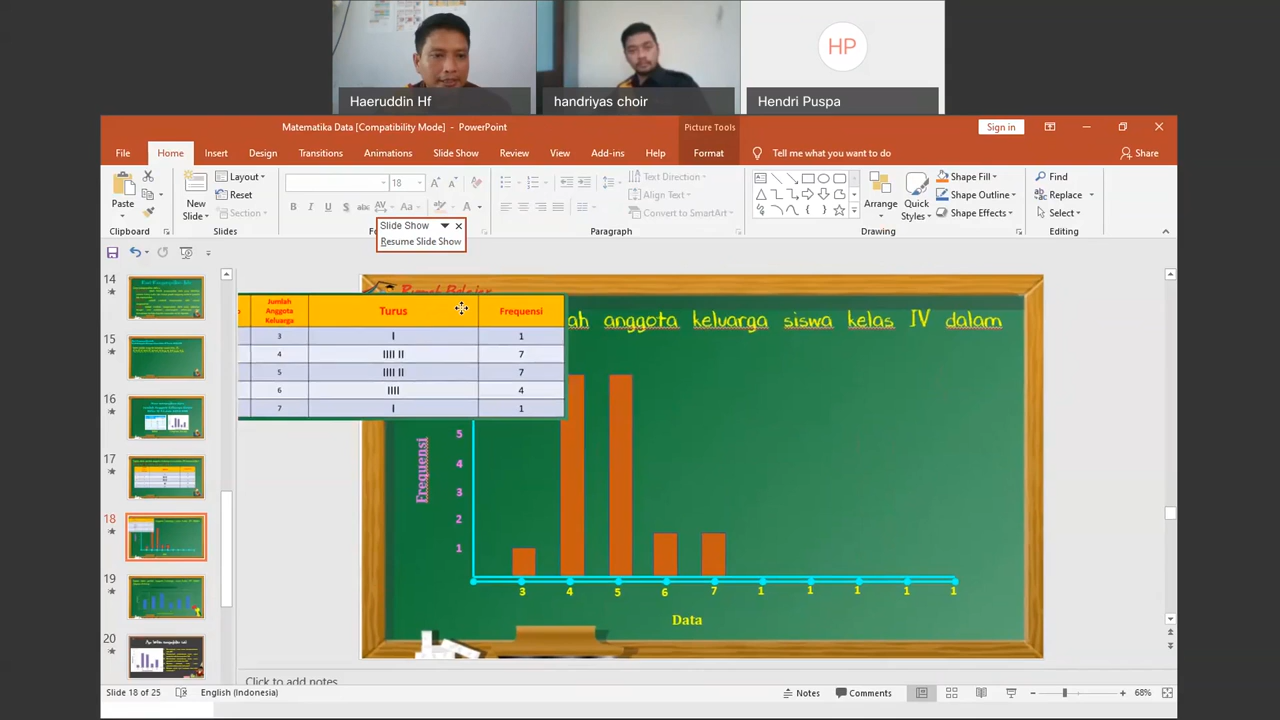 HP
Haeruddin Hf
handriyas choir
Hendri Puspa
Matematika Data [Compatibility Mode] - PowerPoint
Picture Tools
Sign in
File Home Insert Design Transitions Animations Slide Show Review View Add-ins Help Format Tell me what you want to do Share
Paste
Clipboard
New Slide
Layout
Reset
Section
Slides
18
Paragraph
Text Direction
Align Text
Convert to SmartArt
Arrange
Quick Styles
Shape Fill
Shape Outline
Shape Effects
Drawing
Find
Replace
Select
Editing
Slide Show
Resume Slide Show
14
15
16
17
18
19
20
Jumlah Anggota Keluarga Turus Frequensi
3 I 1
4 IIII II 7
5 IIII II 7
6 IIII 4
7 I 1
ah anggota keluarga siswa kelas IV dalam
Frequensi
5
4
3
2
1
3 4 5 6 7 1 1 1 1 1
Data
Click to add notes
Slide 18 of 25 English (Indonesia) Notes Comments 68%